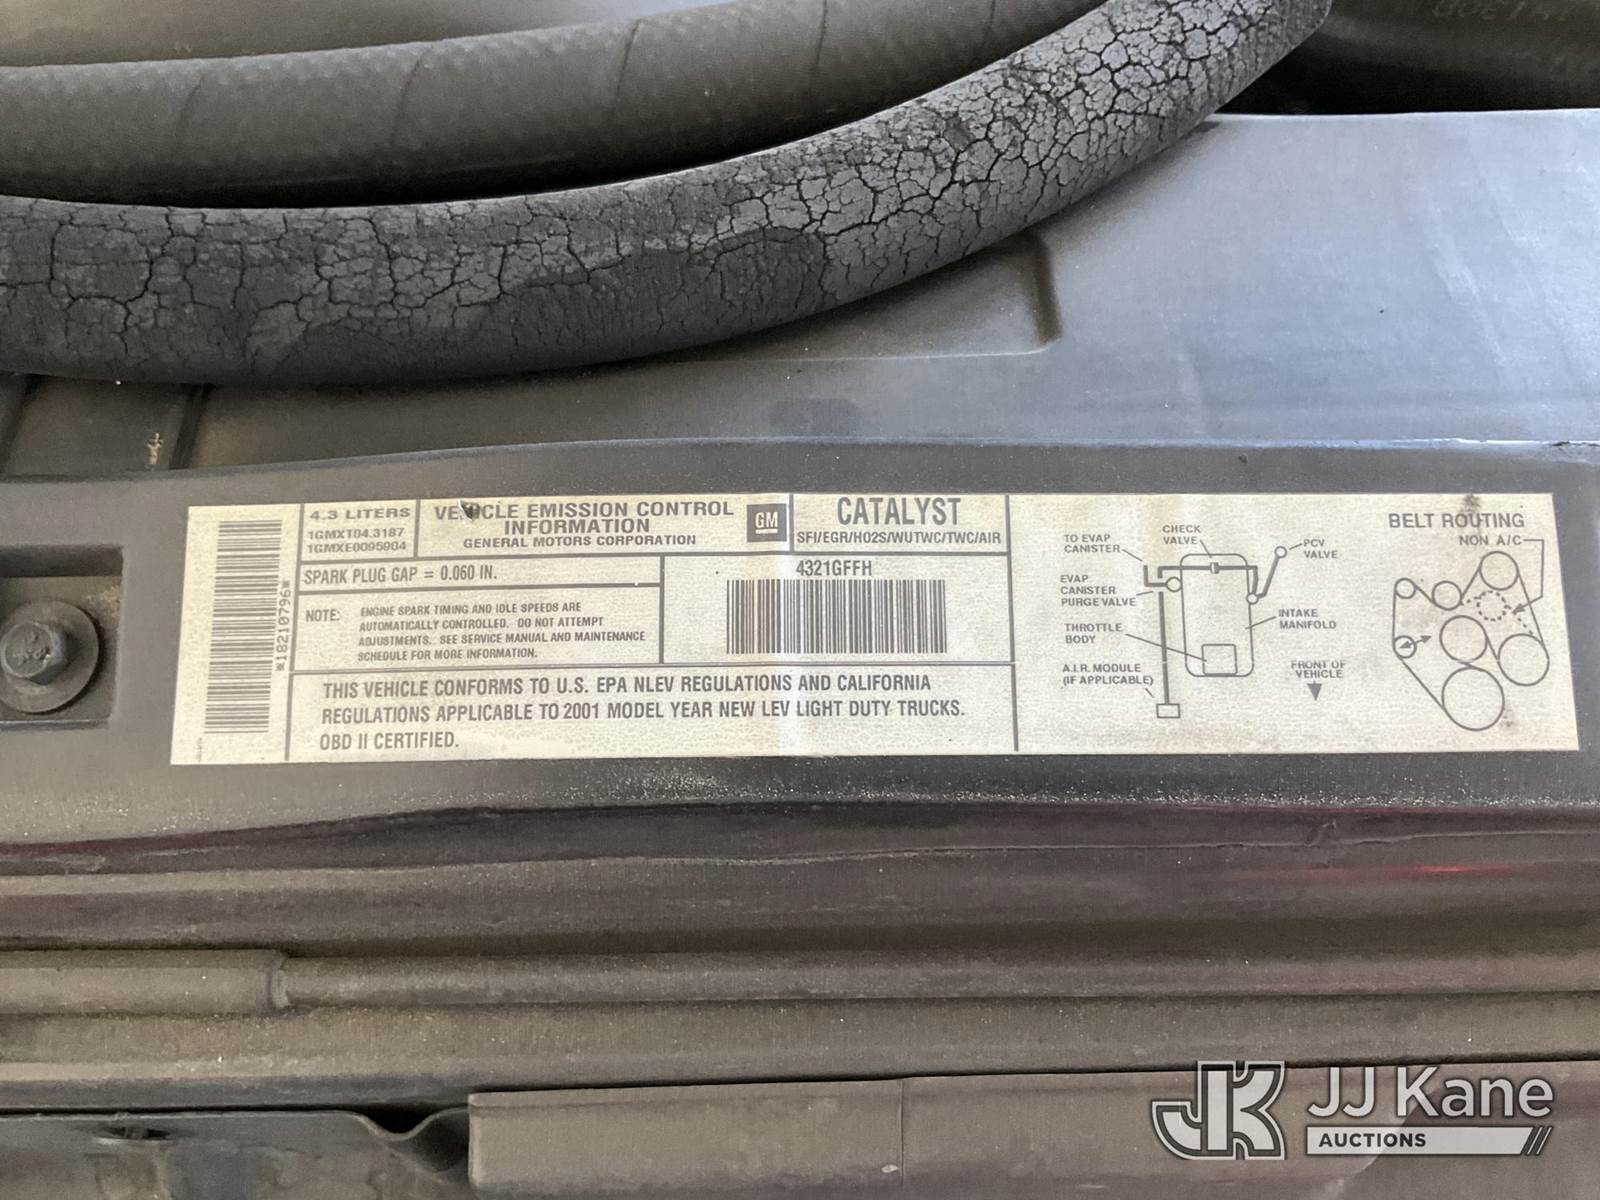 4.3 LITERS
1GMXT04.3187
1GMXE0095904
VEHICLE EMISSION CONTROL
INFORMATION
GENERAL MOTORS CORPORATION
GM
CATALYST
SFI/EGR/HO2S/WUTWC/TWC/AIR
SPARK PLUG GAP = 0.060 IN.
4321GFFH
NOTE: ENGINE SPARK TIMING AND IDLE SPEEDS ARE
AUTOMATICALLY CONTROLLED. DO NOT ATTEMPT
ADJUSTMENTS. SEE SERVICE MANUAL AND MAINTENANCE
SCHEDULE FOR MORE INFORMATION.
THIS VEHICLE CONFORMS TO U.S. EPA NLEV REGULATIONS AND CALIFORNIA
REGULATIONS APPLICABLE TO 2001 MODEL YEAR NEW LEV LIGHT DUTY TRUCKS.
OBD II CERTIFIED.
*18210796*
TO EVAP
CANISTER
CHECK
VALVE
PCV
VALVE
EVAP
CANISTER
PURGE VALVE
THROTTLE
BODY
INTAKE
MANIFOLD
A.I.R. MODULE
(IF APPLICABLE)
FRONT OF
VEHICLE
BELT ROUTING
NON A/C
JK
JJ Kane
AUCTIONS